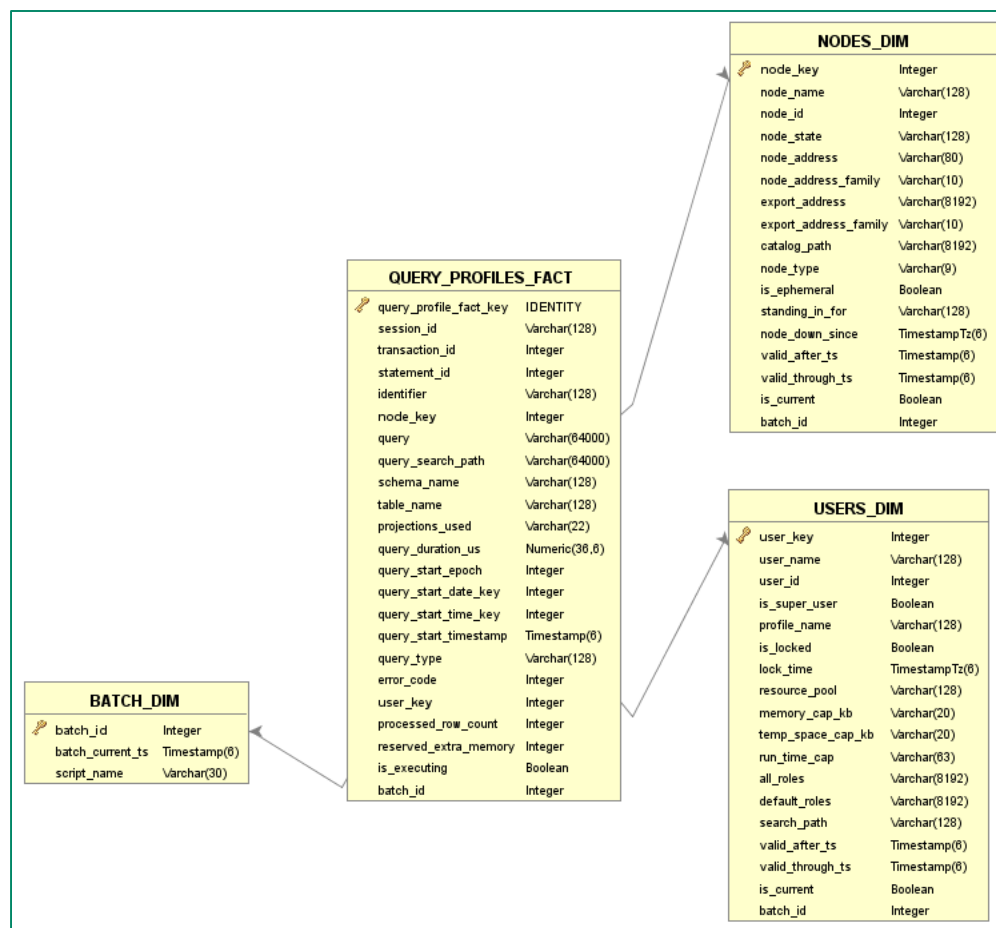 NODES_DIM
node_key Integer
node_name Varchar(128)
node_id Integer
node_state Varchar(128)
node_address Varchar(80)
node_address_family Varchar(10)
export_address Varchar(8192)
export_address_family Varchar(10)
catalog_path Varchar(8192)
node_type Varchar(9)
is_ephemeral Boolean
standing_in_for Varchar(128)
node_down_since TimestampTz(6)
valid_after_ts Timestamp(6)
valid_through_ts Timestamp(6)
is_current Boolean
batch_id Integer
QUERY_PROFILES_FACT
query_profile_fact_key IDENTITY
session_id Varchar(128)
transaction_id Integer
statement_id Integer
identifier Varchar(128)
node_key Integer
query Varchar(64000)
query_search_path Varchar(64000)
schema_name Varchar(128)
table_name Varchar(128)
projections_used Varchar(22)
query_duration_us Numeric(36,6)
query_start_epoch Integer
query_start_date_key Integer
query_start_time_key Integer
query_start_timestamp Timestamp(6)
query_type Varchar(128)
error_code Integer
user_key Integer
processed_row_count Integer
reserved_extra_memory Integer
is_executing Boolean
batch_id Integer
USERS_DIM
user_key Integer
user_name Varchar(128)
user_id Integer
is_super_user Boolean
profile_name Varchar(128)
is_locked Boolean
lock_time TimestampTz(6)
resource_pool Varchar(128)
memory_cap_kb Varchar(20)
temp_space_cap_kb Varchar(20)
run_time_cap Varchar(63)
all_roles Varchar(8192)
default_roles Varchar(8192)
search_path Varchar(128)
valid_after_ts Timestamp(6)
valid_through_ts Timestamp(6)
is_current Boolean
batch_id Integer
BATCH_DIM
batch_id Integer
batch_current_ts Timestamp(6)
script_name Varchar(30)